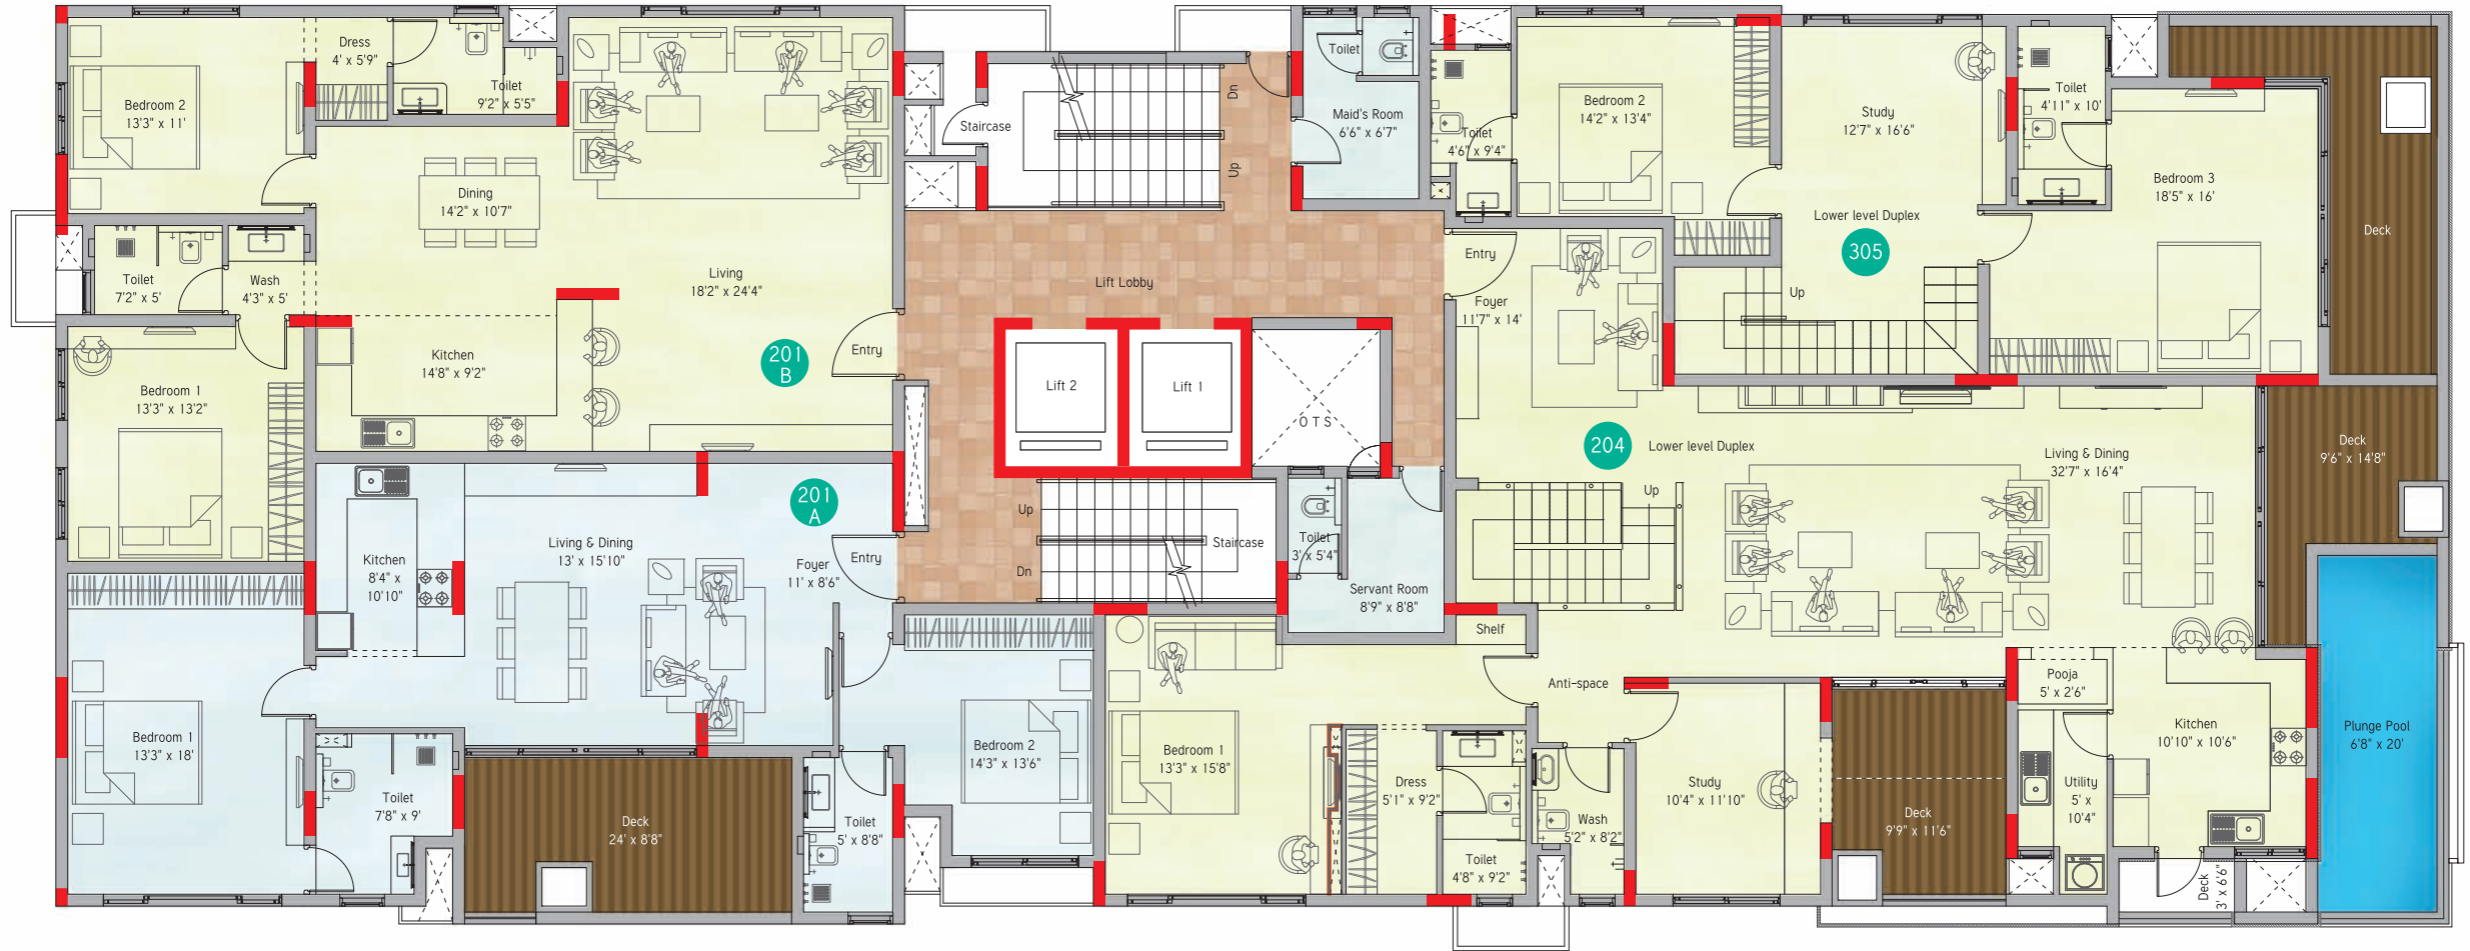 Bedroom 2
13'3" x 11'
Dress
4' x 5'9"
Toilet
9'2" x 5'5"
Dining
14'2" x 10'7"
Living
18'2" x 24'4"
Toilet
7'2" x 5'
Wash
4'3" x 5'
Kitchen
14'8" x 9'2"
Bedroom 1
13'3" x 13'2"
201
B
Entry
201
A
Entry
Kitchen
8'4" x
10'10"
Living & Dining
13' x 15'10"
Foyer
11' x 8'6"
Bedroom 1
13'3" x 18'
Toilet
7'8" x 9'
Deck
24' x 8'8"
Toilet
5' x 8'8"
Bedroom 2
14'3" x 13'6"
Staircase
Dn
Up
Toilet
Maid's Room
6'6" x 6'7"
Lift Lobby
Lift 2
Lift 1
O T S
Up
Dn
Staircase
Toilet
3' x 5'4"
Servant Room
8'9" x 8'8"
Toilet
4'6" x 9'4"
Bedroom 2
14'2" x 13'4"
Study
12'7" x 16'6"
Toilet
4'11" x 10'
Bedroom 3
18'5" x 16'
Deck
Lower level Duplex
305
Up
Entry
Foyer
11'7" x 14'
204
Lower level Duplex
Up
Living & Dining
32'7" x 16'4"
Deck
9'6" x 14'8"
Shelf
Anti-space
Bedroom 1
13'3" x 15'8"
Dress
5'1" x 9'2"
Toilet
4'8" x 9'2"
Wash
5'2" x 8'2"
Study
10'4" x 11'10"
Deck
9'9" x 11'6"
Pooja
5' x 2'6"
Utility
5' x
10'4"
Kitchen
10'10" x 10'6"
Deck
3' x 6'6"
Plunge Pool
6'8" x 20'